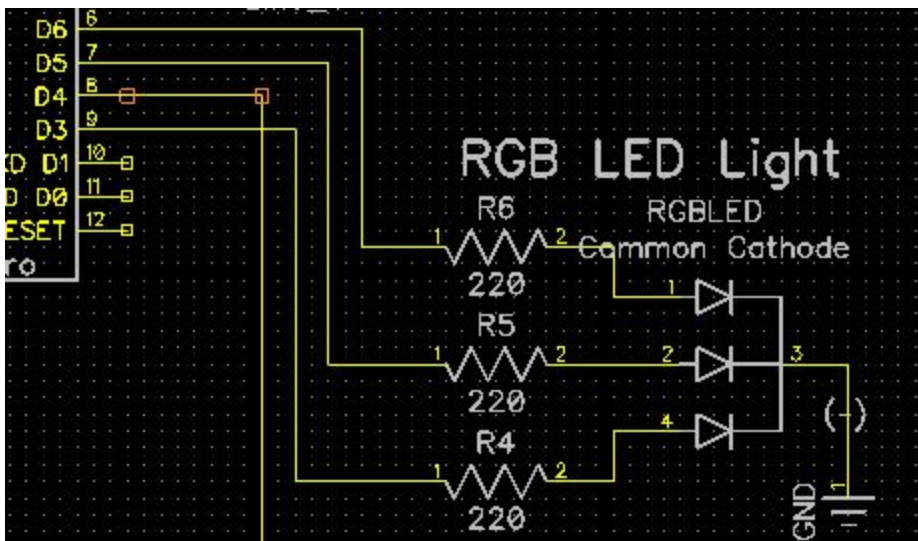 D6 6
D5 7
D4 8
D3 9
D1 10
D0 11
ESET 12
ro
RGB LED Light
RGBLED
Common Cathode
R6
1 2
220
1
R5
1 2
220
2
3
R4
1 2
220
4
(-)
1
GND